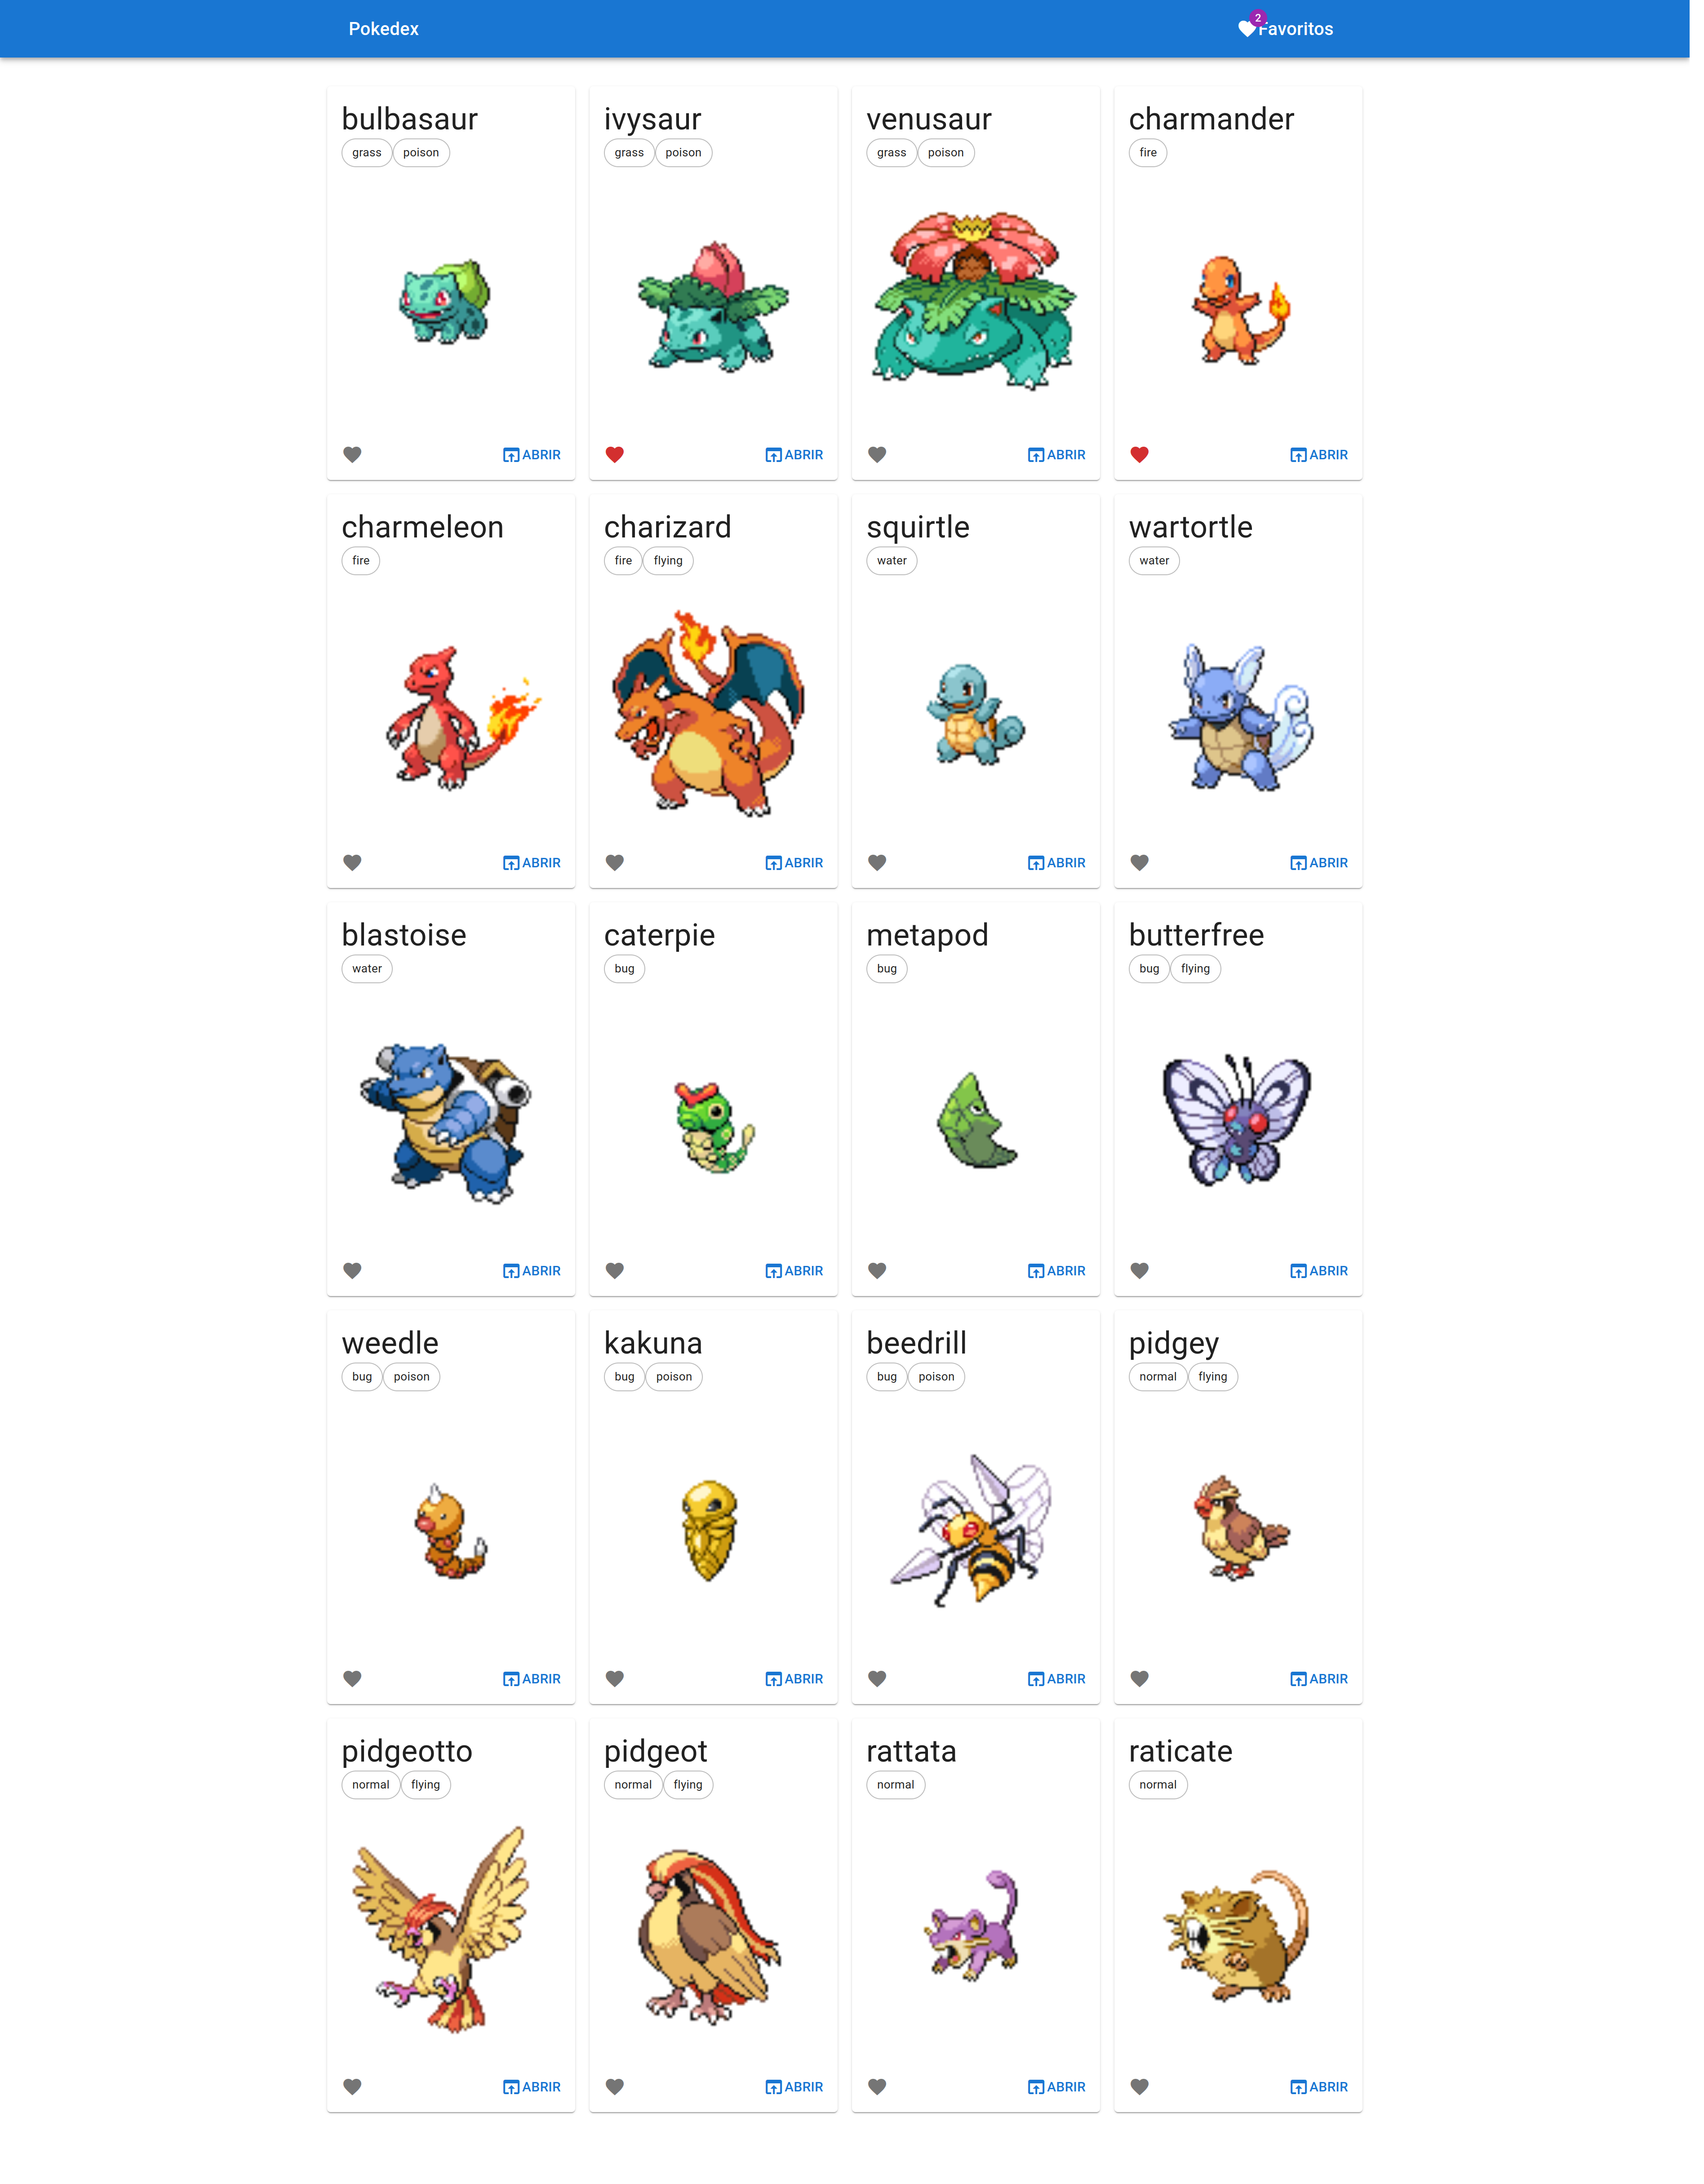 Pokedex
2
Favoritos
bulbasaur
grass poison
ABRIR
ivysaur
grass poison
ABRIR
venusaur
grass poison
ABRIR
charmander
fire
ABRIR
charmeleon
fire
ABRIR
charizard
fire flying
ABRIR
squirtle
water
ABRIR
wartortle
water
ABRIR
blastoise
water
ABRIR
caterpie
bug
ABRIR
metapod
bug
ABRIR
butterfree
bug flying
ABRIR
weedle
bug poison
ABRIR
kakuna
bug poison
ABRIR
beedrill
bug poison
ABRIR
pidgey
normal flying
ABRIR
pidgeotto
normal flying
ABRIR
pidgeot
normal flying
ABRIR
rattata
normal
ABRIR
raticate
normal
ABRIR